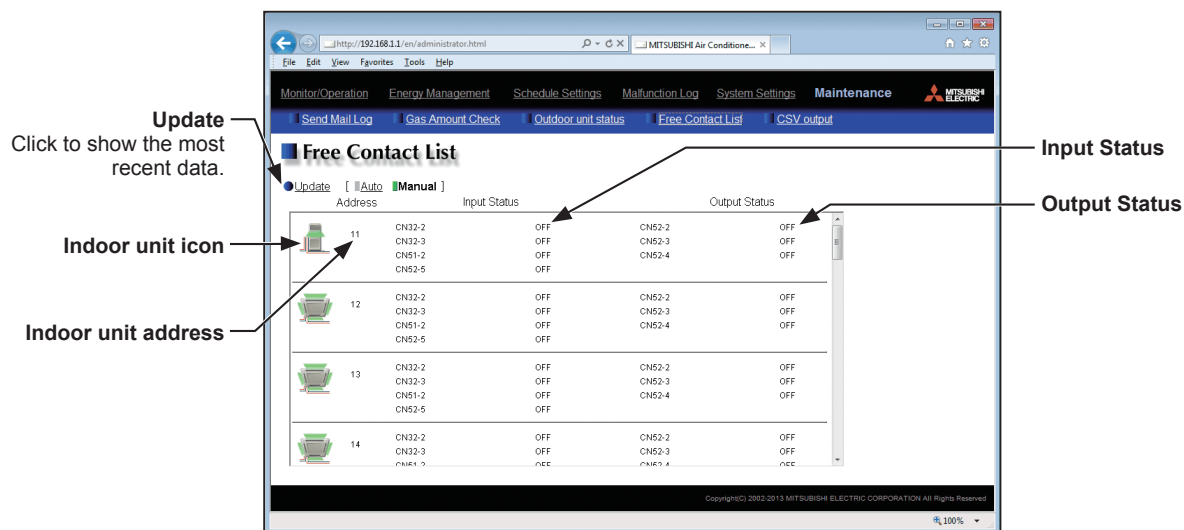 http://192.168.1.1/en/administrator.html
MITSUBISHI Air Conditione...
File Edit View Favorites Tools Help
Monitor/Operation Energy Management Schedule Settings Malfunction Log System Settings Maintenance MITSUBISHI ELECTRIC
Send Mail Log Gas Amount Check Outdoor unit status Free Contact List CSV output
Update
Click to show the most
recent data.
Free Contact List
Input Status
Update [ Auto Manual ]
Address Input Status Output Status
Output Status
Indoor unit icon
11
CN32-2 OFF CN52-2 OFF
CN32-3 OFF CN52-3 OFF
CN51-2 OFF CN52-4 OFF
CN52-5 OFF
12
CN32-2 OFF CN52-2 OFF
CN32-3 OFF CN52-3 OFF
CN51-2 OFF CN52-4 OFF
CN52-5 OFF
Indoor unit address
13
CN32-2 OFF CN52-2 OFF
CN32-3 OFF CN52-3 OFF
CN51-2 OFF CN52-4 OFF
CN52-5 OFF
14
CN32-2 OFF CN52-2 OFF
CN32-3 OFF CN52-3 OFF
CN51-2 OFF CN52-4 OFF
Copyright(C) 2002-2013 MITSUBISHI ELECTRIC CORPORATION All Rights Reserved
100%